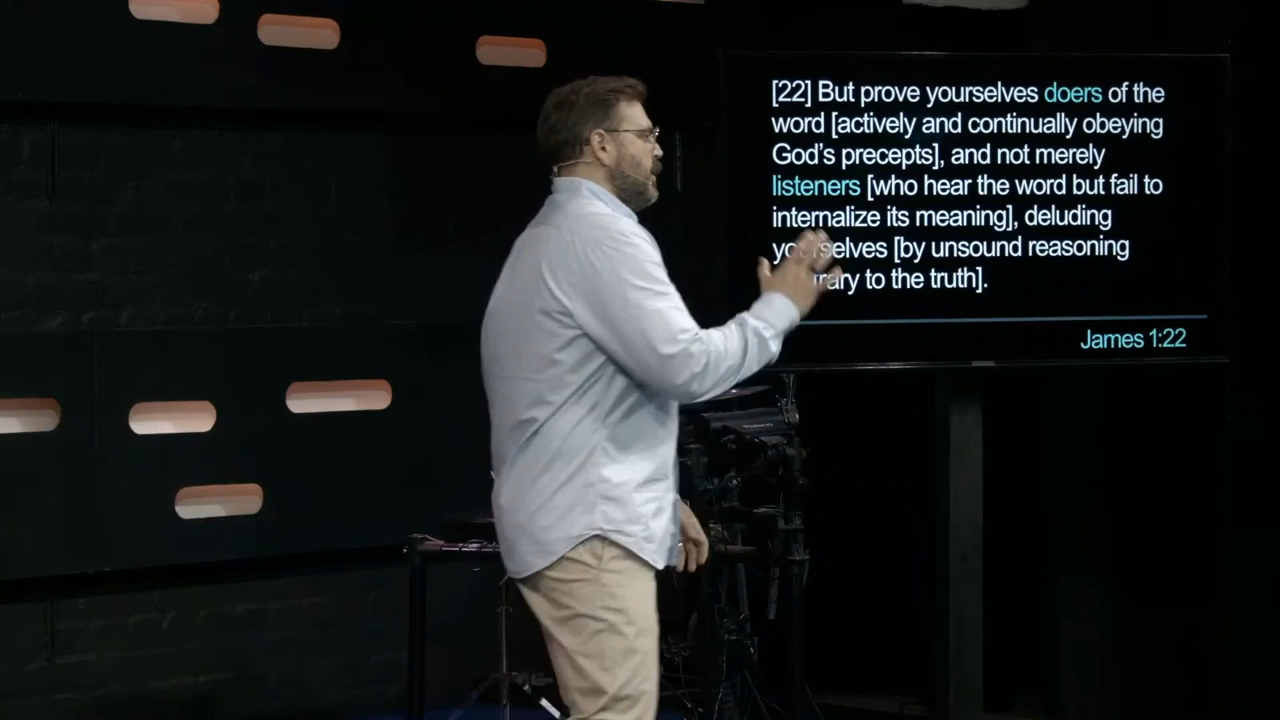 [22] But prove yourselves doers of the
word [actively and continually obeying
God's precepts], and not merely
listeners [who hear the word but fail to
internalize its meaning], deluding
yourselves [by unsound reasoning
to the truth].
James 1:22
Roland